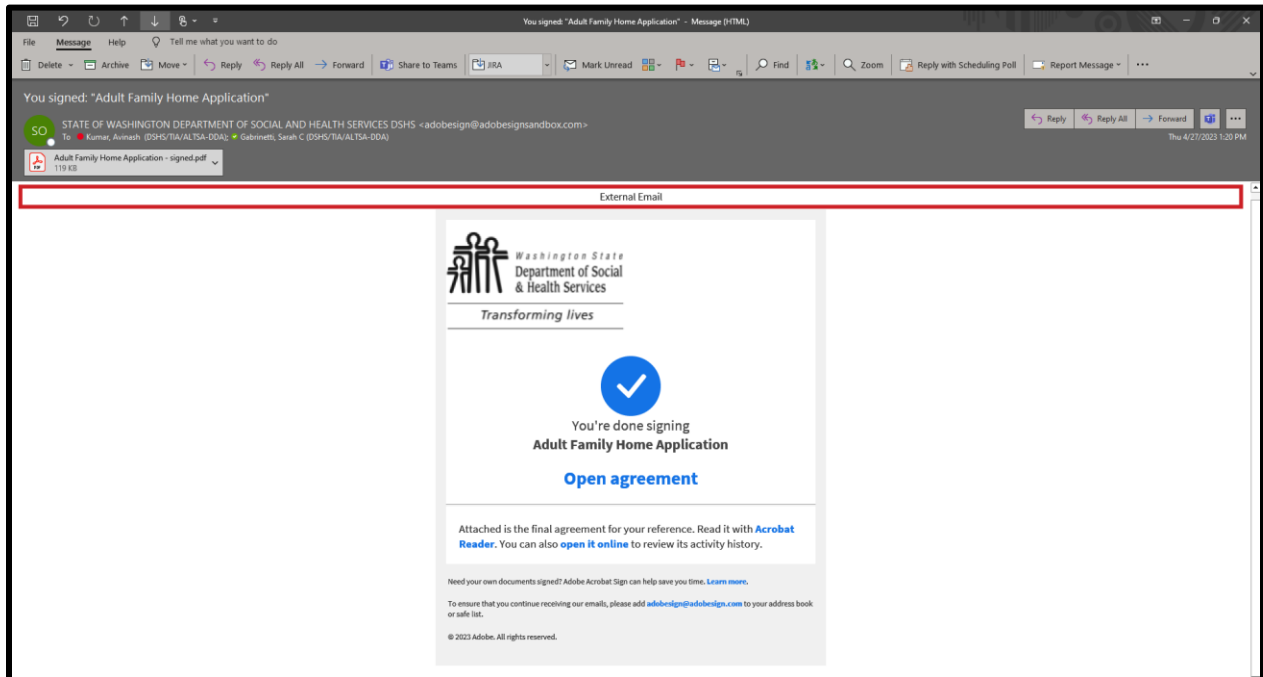 You signed: "Adult Family Home Application" - Message (HTML)
File Message Help Tell me what you want to do
Delete Archive Move Reply Reply All Forward Share to Teams JIRA Mark Unread Find Zoom Reply with Scheduling Poll Report Message
You signed: "Adult Family Home Application"
SO
STATE OF WASHINGTON DEPARTMENT OF SOCIAL AND HEALTH SERVICES DSHS <adobesign@adobesignsandbox.com>
To Kumar, Avinash (DSHS/TIA/ALTSA-DDA); Gabrinetti, Sarah C (DSHS/TIA/ALTSA-DDA)
Reply Reply All Forward
Thu 4/27/2023 1:20 PM
Adult Family Home Application - signed.pdf
119 KB
External Email
Washington State
Department of Social
& Health Services
Transforming lives
You're done signing
Adult Family Home Application
Open agreement
Attached is the final agreement for your reference. Read it with Acrobat
Reader. You can also open it online to review its activity history.
Need your own documents signed? Adobe Acrobat Sign can help save you time. Learn more.
To ensure that you continue receiving our emails, please add adobesign@adobesign.com to your address book
or safe list.
© 2023 Adobe. All rights reserved.